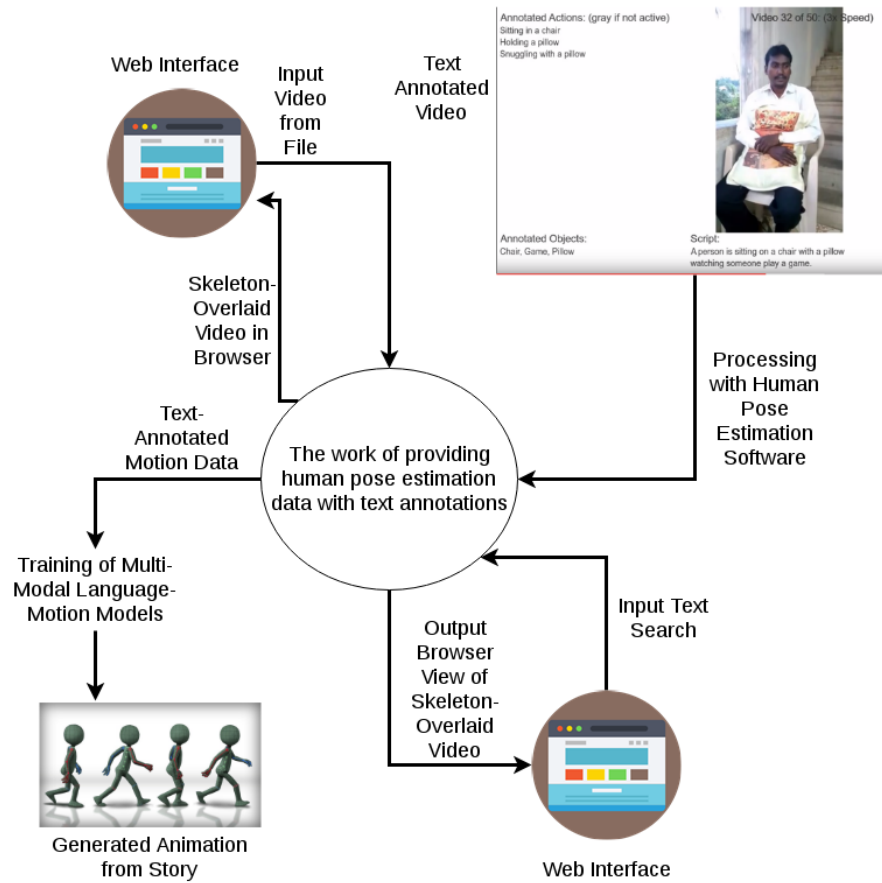 Web Interface
Input
Video
from
File
Text
Annotated
Video
Annotated Actions: (gray if not active)
Video 32 of 50: (3x Speed)
Sitting in a chair
Holding a pillow
Snuggling with a pillow
Annotated Objects:
Chair, Game, Pillow
Script:
A person is sitting on a chair with a pillow
watching someone play a game.
Skeleton-
Overlaid
Video in
Browser
Processing
with Human
Pose
Estimation
Software
Text-
Annotated
Motion Data
The work of providing
human pose estimation
data with text annotations
Training of Multi-
Modal Language-
Motion Models
Input Text
Search
Output
Browser
View of
Skeleton-
Overlaid
Video
Generated Animation
from Story
Web Interface